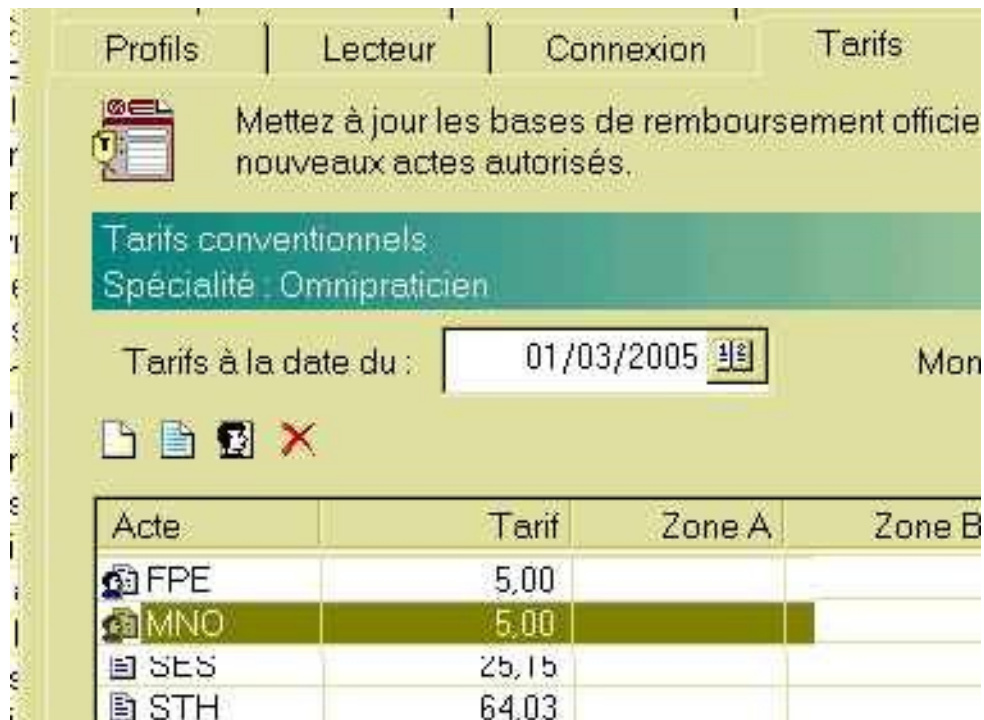 Profils Lecteur Connexion Tarifs
Mettez à jour les bases de remboursement officie
nouveaux actes autorisés.
Tarifs conventionnels
Spécialité : Omnipraticien
Tarifs à la date du : 01/03/2005 Mon
Acte Tarif Zone A Zone B
FPE 5,00
MNO 5,00
SES 25,15
STH 64,03